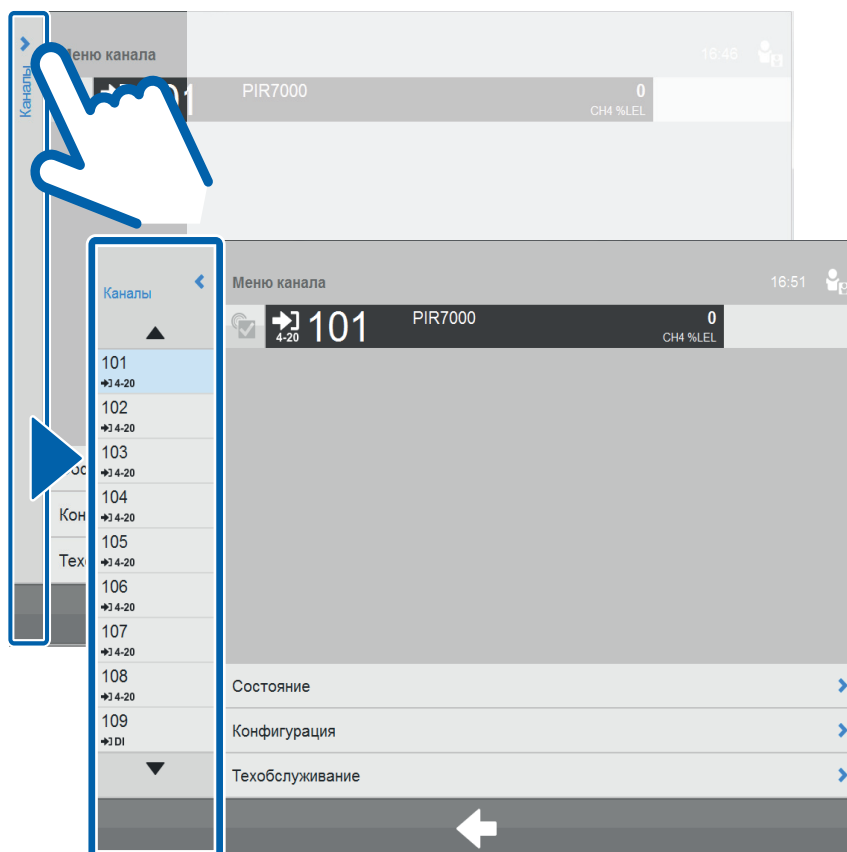 Каналы
Меню канала
16:46
PIR7000
0
CH4 %LEL
Каналы
Меню канала
16:51
4-20
101
PIR7000
0
CH4 %LEL
101
4-20
102
4-20
103
4-20
104
4-20
105
4-20
106
4-20
107
4-20
108
4-20
109
DI
Состояние
Конфигурация
Техобслуживание